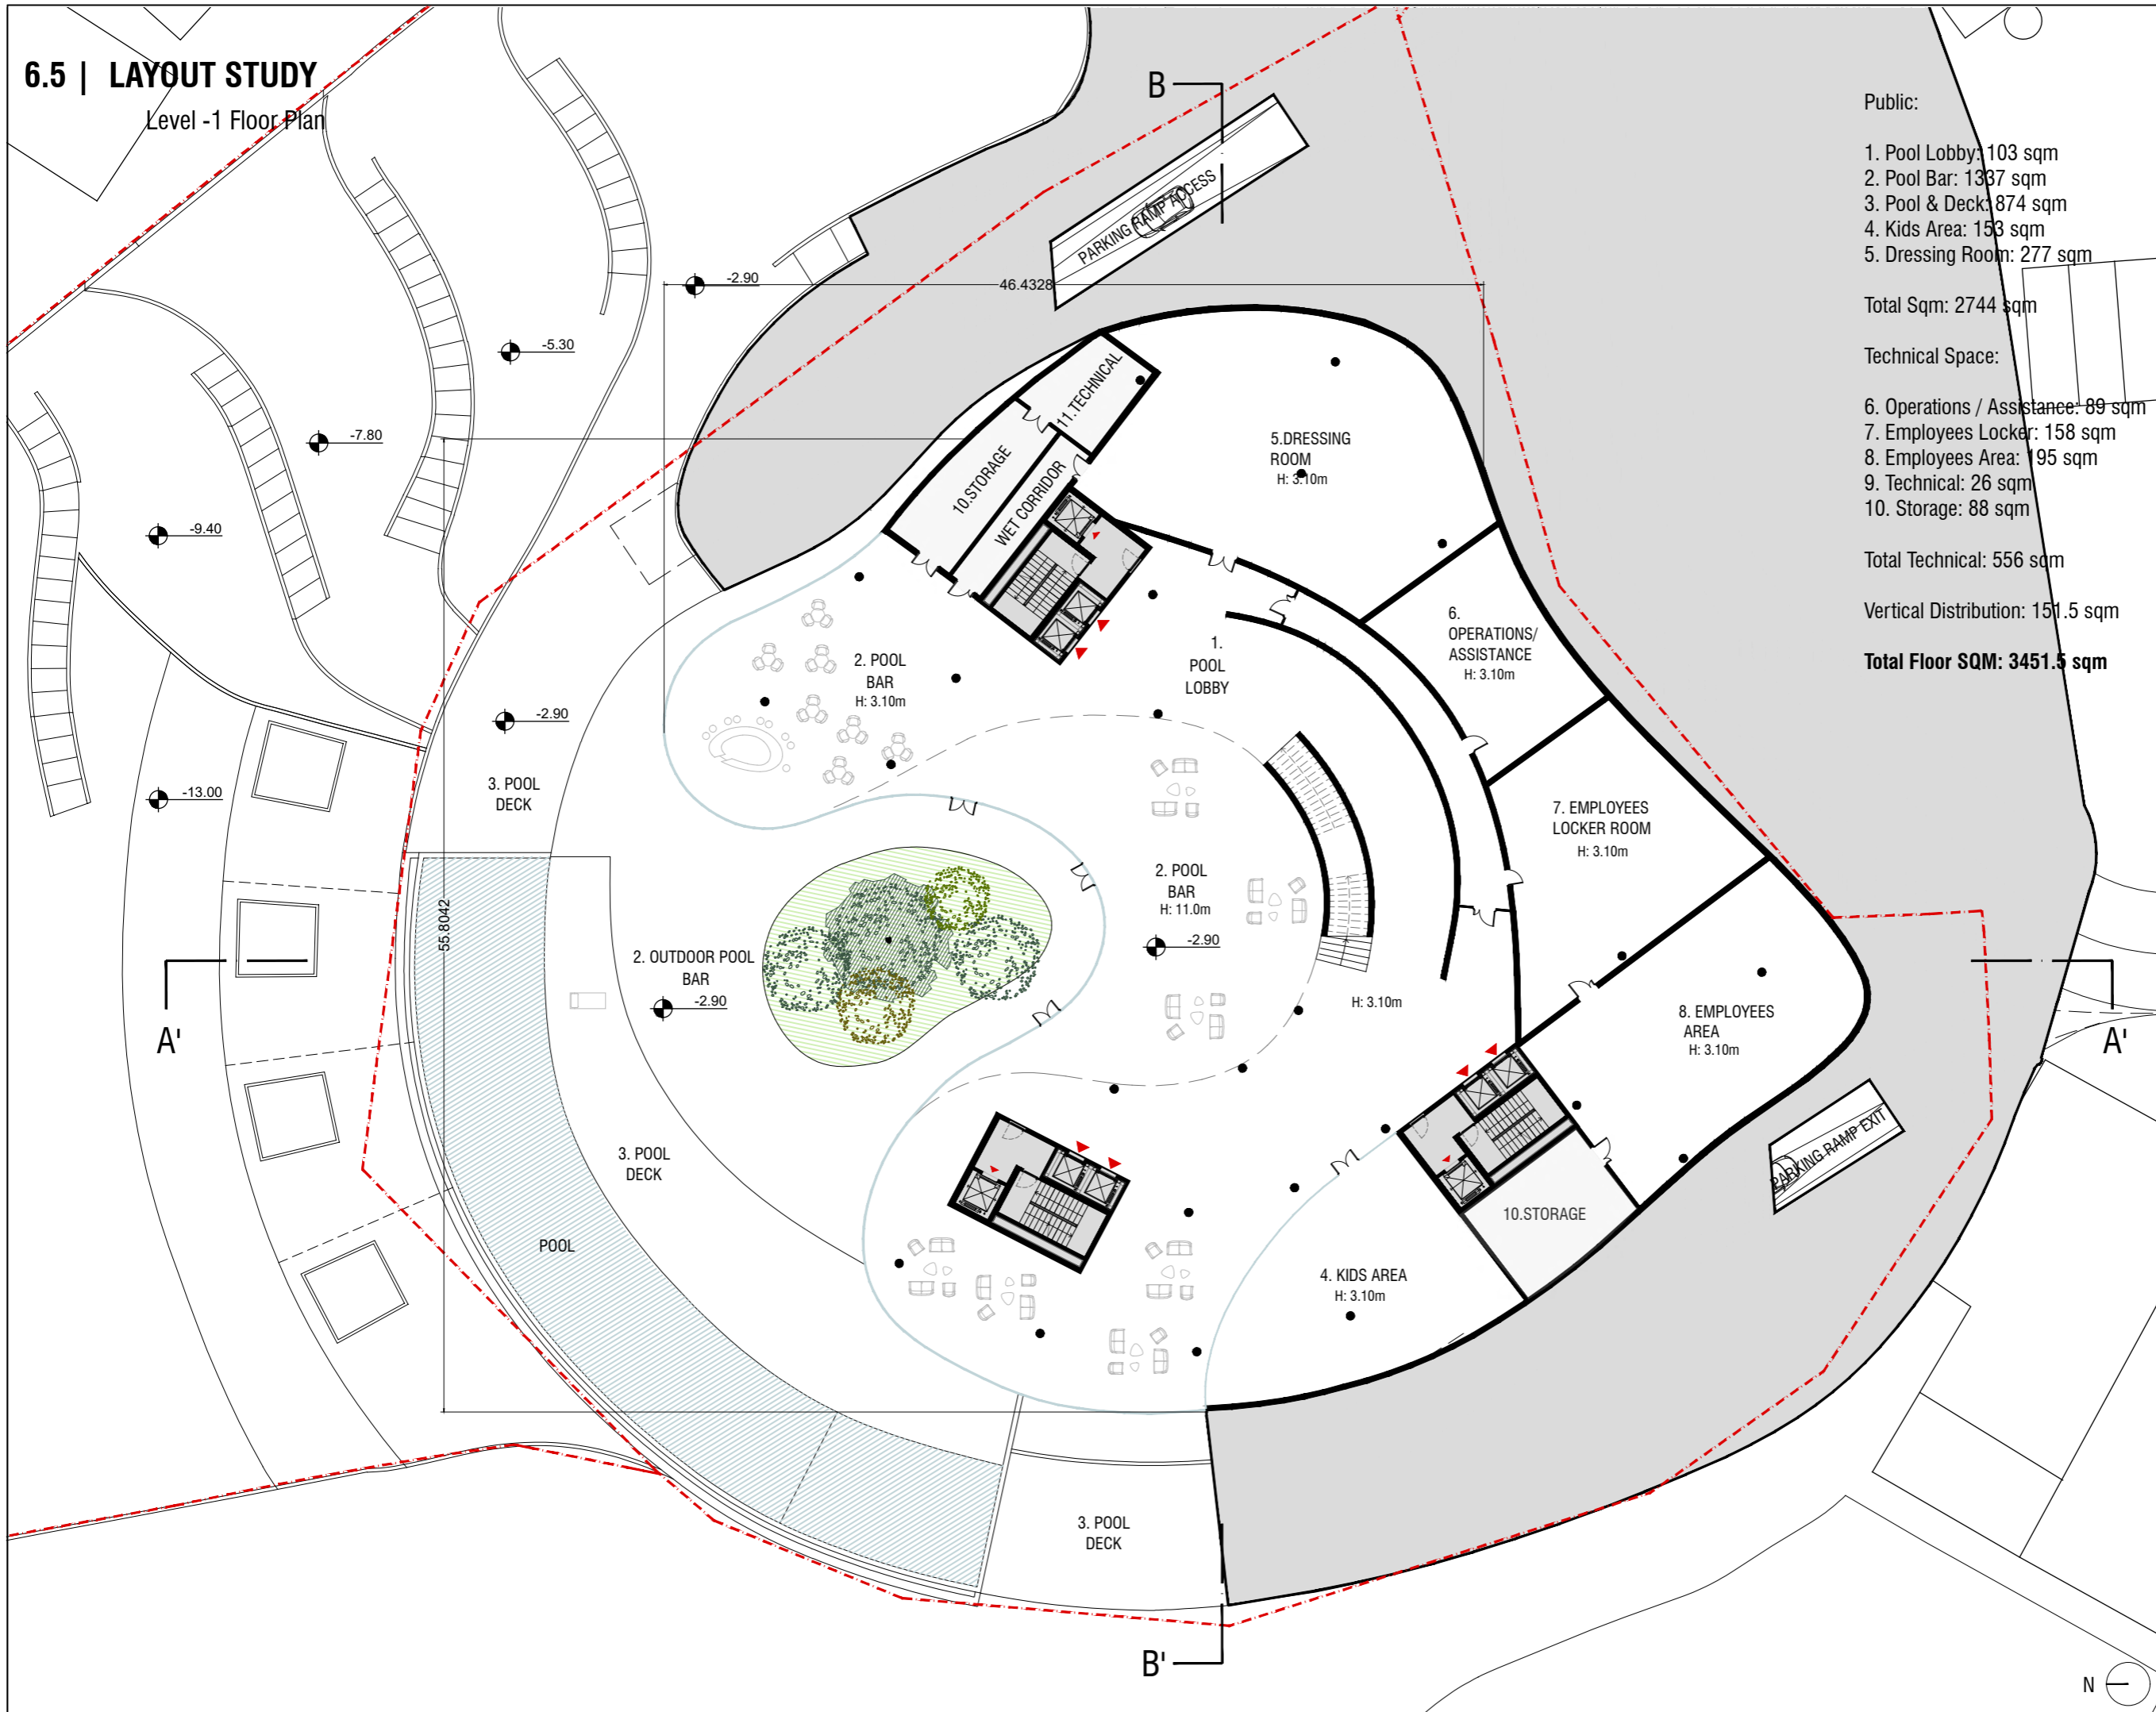 6.5 | LAYOUT STUDY
Level -1 Floor Plan
Public:
1. Pool Lobby: 103 sqm
2. Pool Bar: 1337 sqm
3. Pool & Deck: 874 sqm
4. Kids Area: 153 sqm
5. Dressing Room: 277 sqm
Total Sqm: 2744 sqm
Technical Space:
6. Operations / Assistance: 89 sqm
7. Employees Locker: 158 sqm
8. Employees Area: 195 sqm
9. Technical: 26 sqm
10. Storage: 88 sqm
Total Technical: 556 sqm
Vertical Distribution: 151.5 sqm
Total Floor SQM: 3451.5 sqm
B
PARKING RAMP ACCESS
46.4328
-2.90
-5.30
-7.80
-9.40
-13.00
11.TECHNICAL
10.STORAGE
WET CORRIDOR
5.DRESSING
ROOM
H: 3.10m
6.
OPERATIONS/
ASSISTANCE
H: 3.10m
1.
POOL
LOBBY
2. POOL
BAR
H: 3.10m
-2.90
3. POOL
DECK
7. EMPLOYEES
LOCKER ROOM
H: 3.10m
2. POOL
BAR
H: 11.0m
-2.90
55.8042
2. OUTDOOR POOL
BAR
-2.90
H: 3.10m
8. EMPLOYEES
AREA
H: 3.10m
A'
A'
PARKING RAMP EXIT
3. POOL
DECK
POOL
10.STORAGE
4. KIDS AREA
H: 3.10m
3. POOL
DECK
B'
N